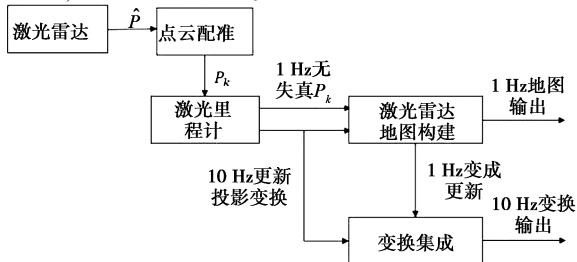 激光雷达
P̂
点云配准
P_k
1 Hz无
失真P_k
1 Hz地图
输出
激光里
程计
激光雷达
地图构建
10 Hz更新
投影变换
1 Hz变成
更新
10 Hz变换
输出
变换集成